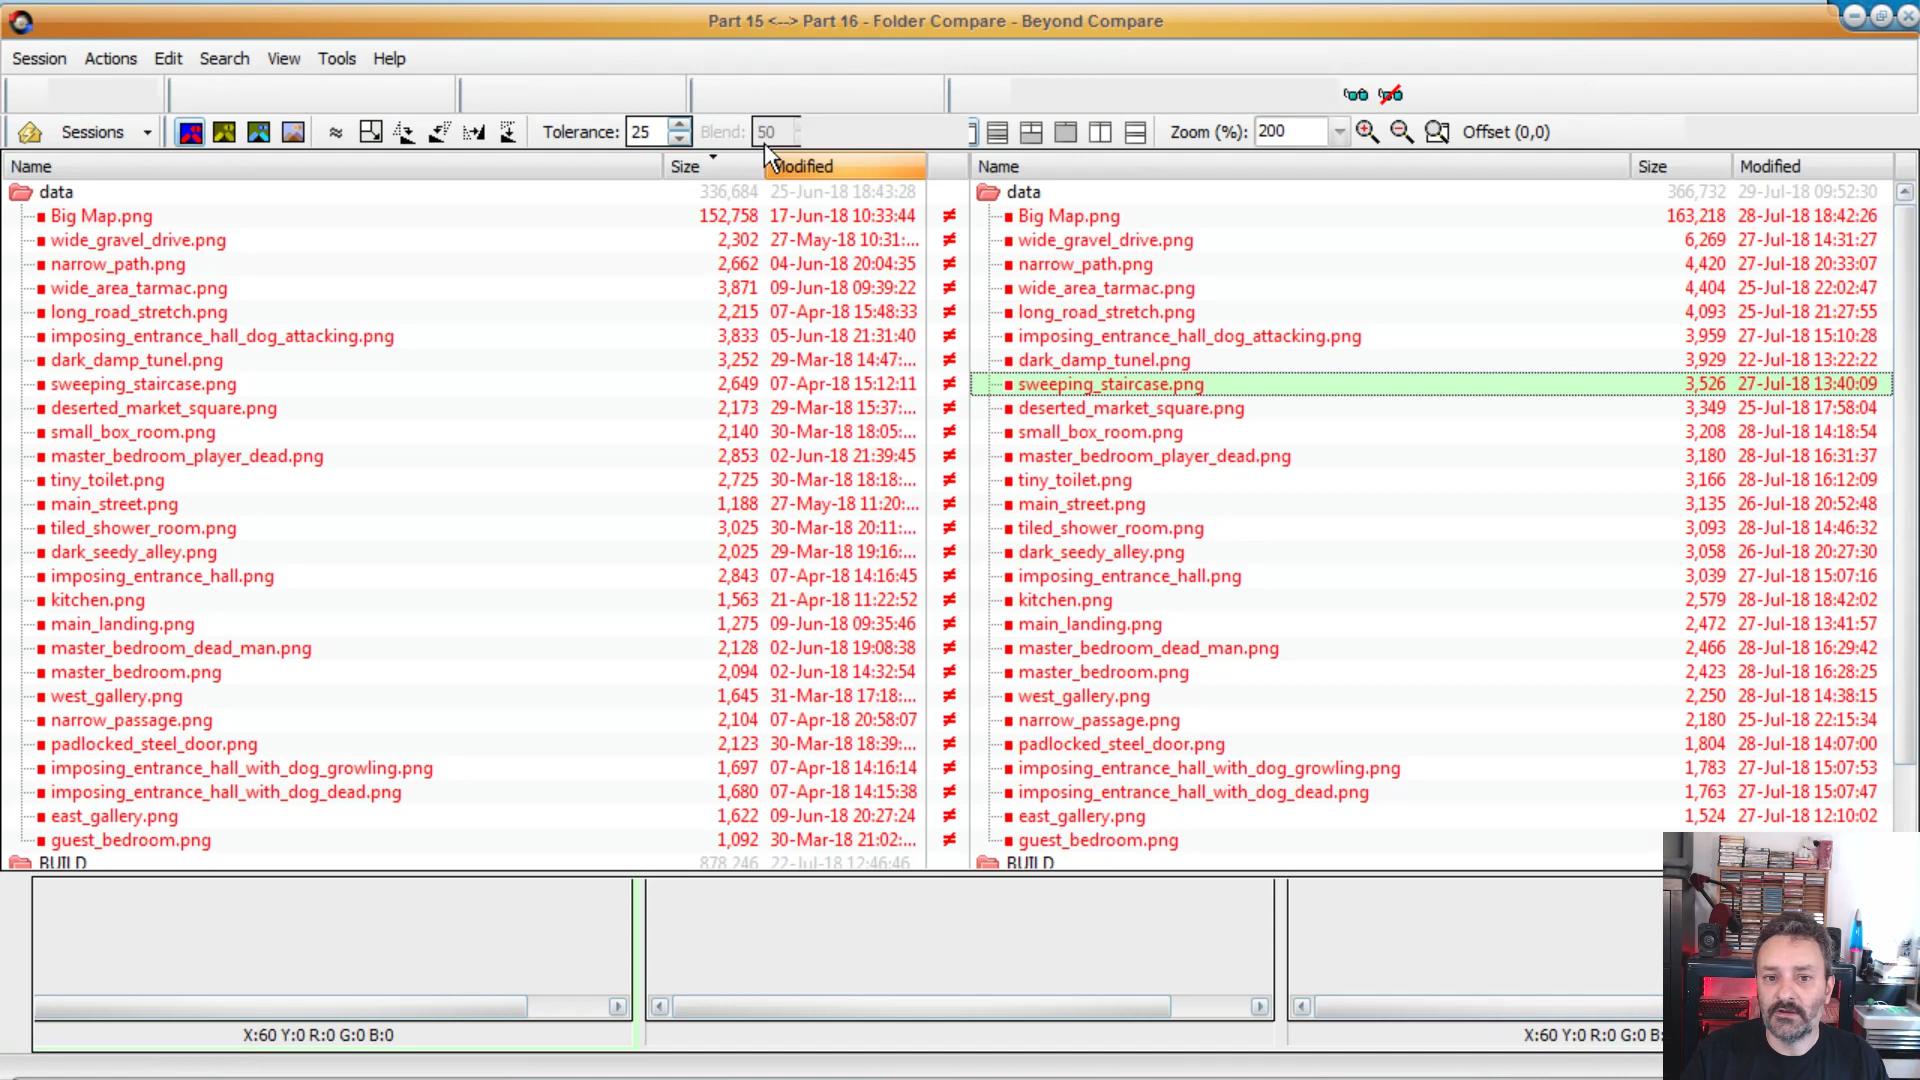 Part 15 <--> Part 16 - Folder Compare - Beyond Compare
Session Actions Edit Search View Tools Help
Sessions Tolerance: 25 Blend: 50 Zoom (%): 200 Offset (0,0)
Name Size Modified Name Size Modified
data 336,684 25-Jun-18 18:43:28 data 366,732 29-Jul-18 09:52:30
Big Map.png 152,758 17-Jun-18 10:33:44 ≠ Big Map.png 163,218 28-Jul-18 18:42:26
wide_gravel_drive.png 2,302 27-May-18 10:31:... ≠ wide_gravel_drive.png 6,269 27-Jul-18 14:31:27
narrow_path.png 2,662 04-Jun-18 20:04:35 ≠ narrow_path.png 4,420 27-Jul-18 20:33:07
wide_area_tarmac.png 3,871 09-Jun-18 09:39:22 ≠ wide_area_tarmac.png 4,404 25-Jul-18 22:02:47
long_road_stretch.png 2,215 07-Apr-18 15:48:33 ≠ long_road_stretch.png 4,093 25-Jul-18 21:27:55
imposing_entrance_hall_dog_attacking.png 3,833 05-Jun-18 21:31:40 ≠ imposing_entrance_hall_dog_attacking.png 3,959 27-Jul-18 15:10:28
dark_damp_tunel.png 3,252 29-Mar-18 14:47:... ≠ dark_damp_tunel.png 3,929 22-Jul-18 13:22:22
sweeping_staircase.png 2,649 07-Apr-18 15:12:11 ≠ sweeping_staircase.png 3,526 27-Jul-18 13:40:09
deserted_market_square.png 2,173 29-Mar-18 15:37:... ≠ deserted_market_square.png 3,349 25-Jul-18 17:58:04
small_box_room.png 2,140 30-Mar-18 18:05:... ≠ small_box_room.png 3,208 28-Jul-18 14:18:54
master_bedroom_player_dead.png 2,853 02-Jun-18 21:39:45 ≠ master_bedroom_player_dead.png 3,180 28-Jul-18 16:31:37
tiny_toilet.png 2,725 30-Mar-18 18:18:... ≠ tiny_toilet.png 3,166 28-Jul-18 16:12:09
main_street.png 1,188 27-May-18 11:20:... ≠ main_street.png 3,135 26-Jul-18 20:52:48
tiled_shower_room.png 3,025 30-Mar-18 20:11:... ≠ tiled_shower_room.png 3,093 28-Jul-18 14:46:32
dark_seedy_alley.png 2,025 29-Mar-18 19:16:... ≠ dark_seedy_alley.png 3,058 26-Jul-18 20:27:30
imposing_entrance_hall.png 2,843 07-Apr-18 14:16:45 ≠ imposing_entrance_hall.png 3,039 27-Jul-18 15:07:16
kitchen.png 1,563 21-Apr-18 11:22:52 ≠ kitchen.png 2,579 28-Jul-18 18:42:02
main_landing.png 1,275 09-Jun-18 09:35:46 ≠ main_landing.png 2,472 27-Jul-18 13:41:57
master_bedroom_dead_man.png 2,128 02-Jun-18 19:08:38 ≠ master_bedroom_dead_man.png 2,466 28-Jul-18 16:29:42
master_bedroom.png 2,094 02-Jun-18 14:32:54 ≠ master_bedroom.png 2,423 28-Jul-18 16:28:25
west_gallery.png 1,645 31-Mar-18 17:18:... ≠ west_gallery.png 2,250 28-Jul-18 14:38:15
narrow_passage.png 2,104 07-Apr-18 20:58:07 ≠ narrow_passage.png 2,180 25-Jul-18 22:15:34
padlocked_steel_door.png 2,123 30-Mar-18 18:39:... ≠ padlocked_steel_door.png 1,804 28-Jul-18 14:07:00
imposing_entrance_hall_with_dog_growling.png 1,697 07-Apr-18 14:16:14 ≠ imposing_entrance_hall_with_dog_growling.png 1,783 27-Jul-18 15:07:53
imposing_entrance_hall_with_dog_dead.png 1,680 07-Apr-18 14:15:38 ≠ imposing_entrance_hall_with_dog_dead.png 1,763 27-Jul-18 15:07:47
east_gallery.png 1,622 09-Jun-18 20:27:24 ≠ east_gallery.png 1,524 27-Jul-18 12:10:02
guest_bedroom.png 1,092 30-Mar-18 21:02:... ≠ guest_bedroom.png
BUILD 878,246 22-Jul-18 12:46:46 BUILD
X:60 Y:0 R:0 G:0 B:0 X:60 Y:0 R:0 G:0 B: